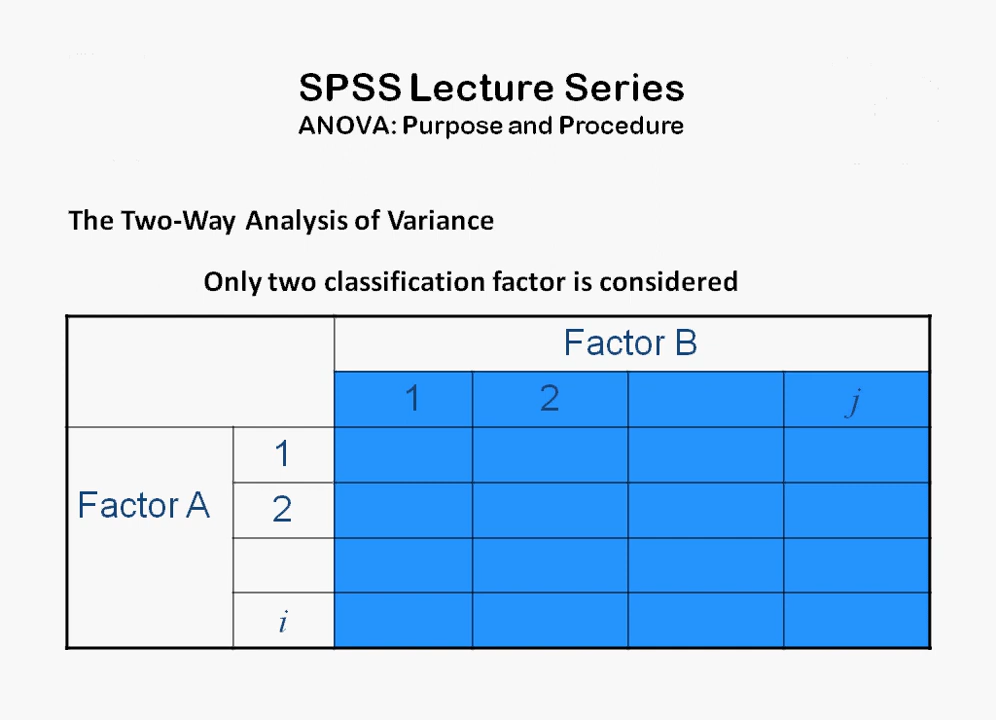 SPSS Lecture Series
ANOVA: Purpose and Procedure
The Two-Way Analysis of Variance
Only two classification factor is considered
Factor B
1 2 j
1
Factor A 2
i